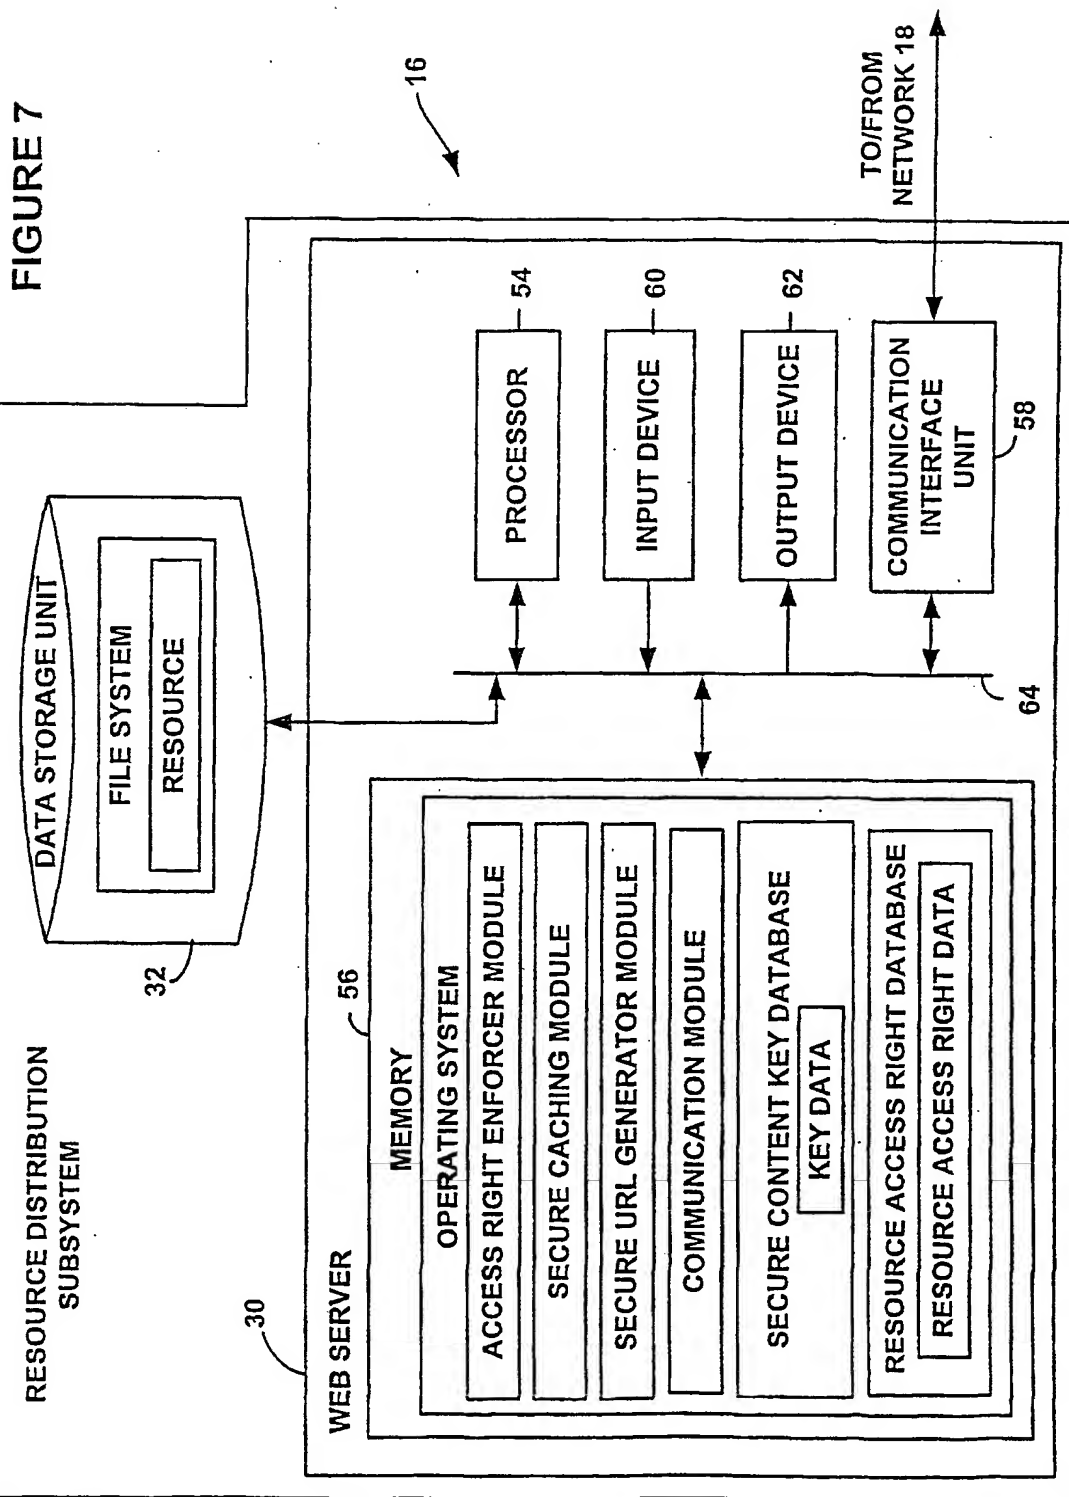 FIGURE 7
RESOURCE DISTRIBUTION
SUBSYSTEM
DATA STORAGE UNIT
FILE SYSTEM
RESOURCE
32
16
30
WEB SERVER
56
MEMORY
OPERATING SYSTEM
ACCESS RIGHT ENFORCER MODULE
SECURE CACHING MODULE
SECURE URL GENERATOR MODULE
COMMUNICATION MODULE
SECURE CONTENT KEY DATABASE
KEY DATA
RESOURCE ACCESS RIGHT DATABASE
RESOURCE ACCESS RIGHT DATA
PROCESSOR
54
INPUT DEVICE
60
OUTPUT DEVICE
62
COMMUNICATION
INTERFACE
UNIT
58
64
TO/FROM
NETWORK 18